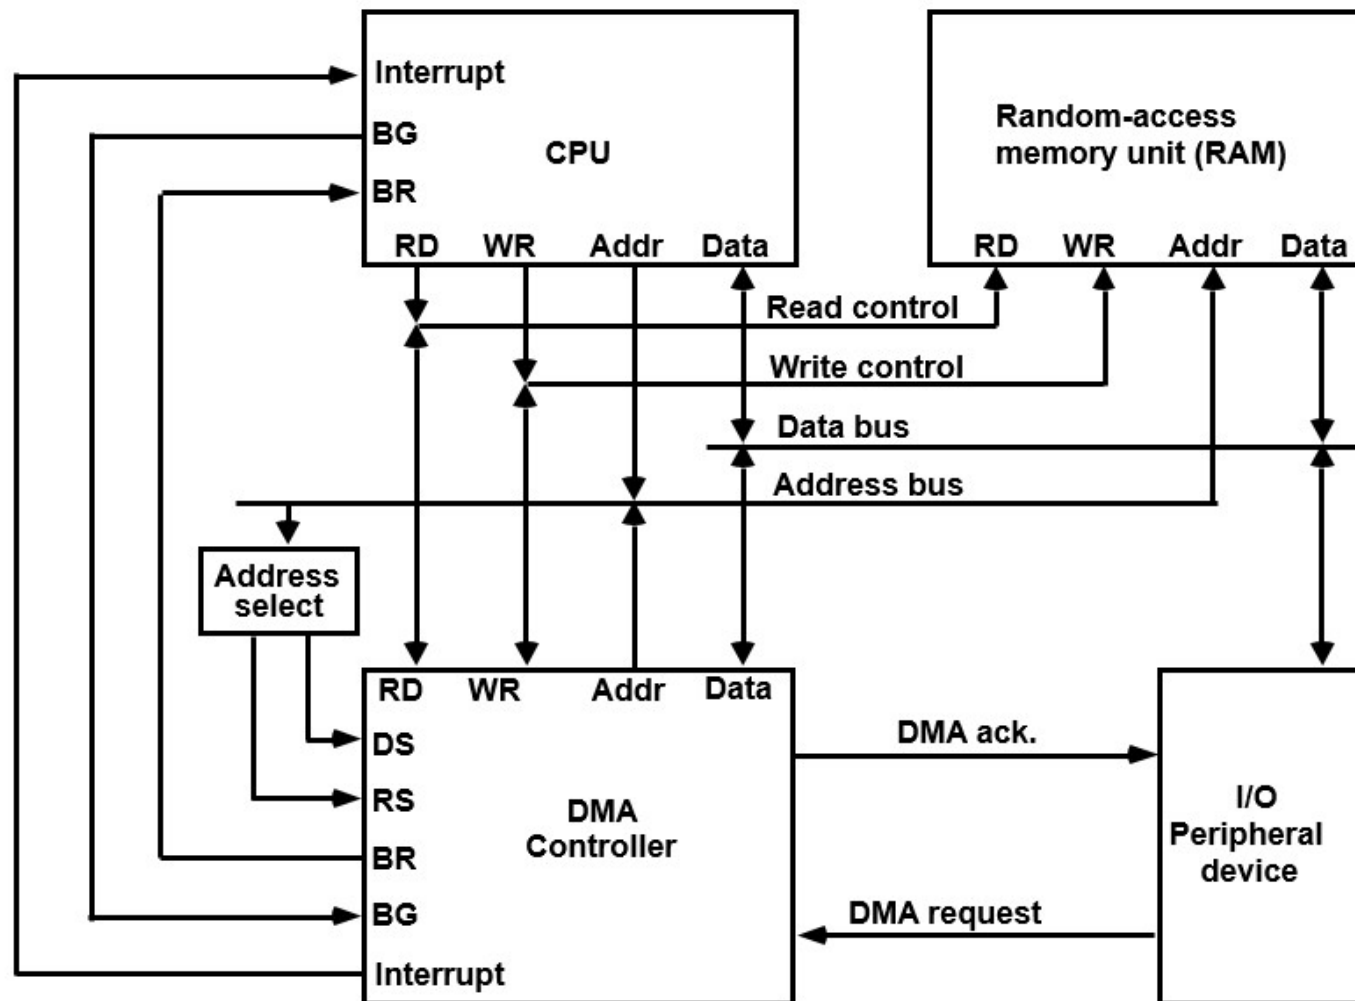 Interrupt
BG
CPU
BR
RD WR Addr Data
Random-access
memory unit (RAM)
RD WR Addr Data
Read control
Write control
Data bus
Address bus
Address
select
RD WR Addr Data
DS
RS
BR
BG
Interrupt
DMA
Controller
DMA ack.
DMA request
I/O
Peripheral
device